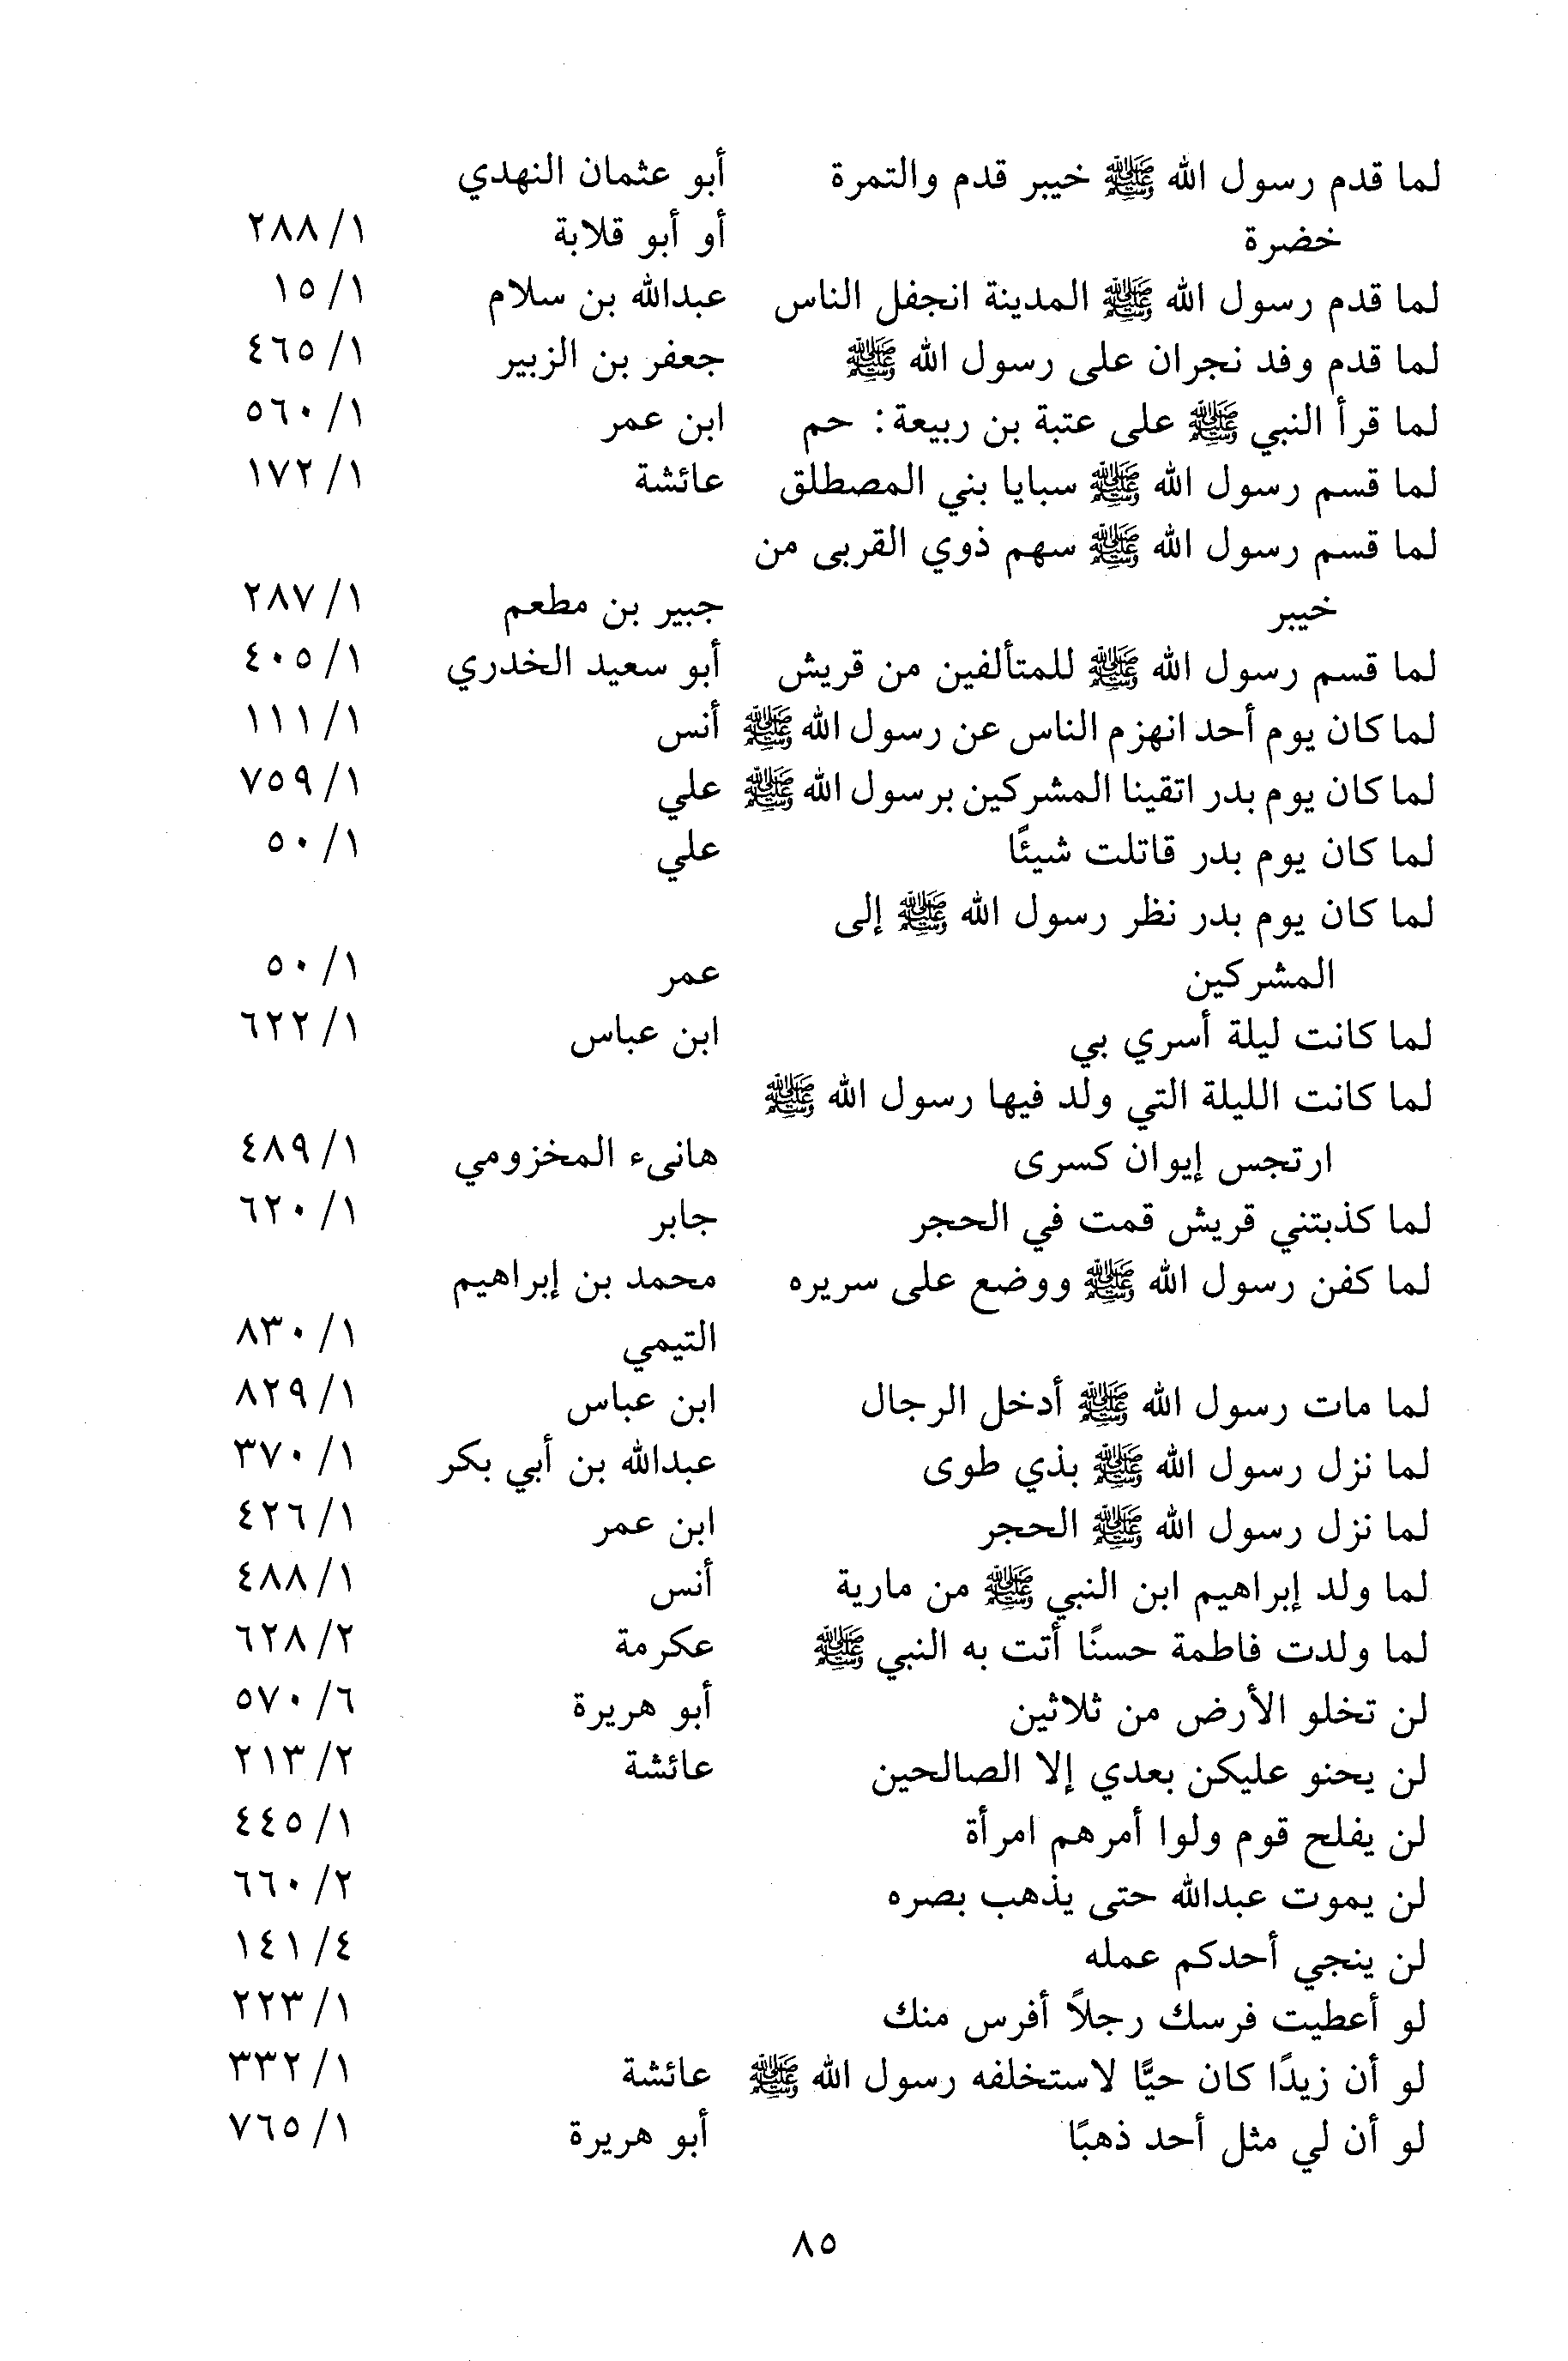 لما قدم رسول الله ﷺ خيبر قدم والتمرة أبو عثمان النهدي
خضرة أو أبو قلابة ١/ ٢٨٨
لما قدم رسول الله ﷺ المدينة انجفل الناس عبدالله بن سلام ١/ ١٥
لما قدم وفد نجران على رسول الله ﷺ جعفر بن الزبير ١/ ٤٦٥
لما قرأ النبي ﷺ على عتبة بن ربيعة: حم ابن عمر ١/ ٥٦٠
لما قسم رسول الله ﷺ سبايا بني المصطلق عائشة ١/ ١٧٢
لما قسم رسول الله ﷺ سهم ذوي القربى من
خيبر جبير بن مطعم ١/ ٢٨٧
لما قسم رسول الله ﷺ للمتألفين من قريش أبو سعيد الخدري ١/ ٤٠٥
لما كان يوم أحد انهزم الناس عن رسول الله ﷺ أنس ١/ ١١١
لما كان يوم بدر اتقينا المشركين برسول الله ﷺ علي ١/ ٧٥٩
لما كان يوم بدر قاتلت شيئًا علي ١/ ٥٠
لما كان يوم بدر نظر رسول الله ﷺ إلى
المشركين عمر ١/ ٥٠
لما كانت ليلة أسري بي ابن عباس ١/ ٦٢٢
لما كانت الليلة التي ولد فيها رسول الله ﷺ
ارتجس إيوان كسرى هانىء المخزومي ١/ ٤٨٩
لما كذبتني قريش قمت في الحجر جابر ١/ ٦٢٠
لما كفن رسول الله ﷺ ووضع على سريره محمد بن إبراهيم
التيمي ١/ ٨٣٠
لما مات رسول الله ﷺ أدخل الرجال ابن عباس ١/ ٨٢٩
لما نزل رسول الله ﷺ بذي طوى عبدالله بن أبي بكر ١/ ٣٧٠
لما نزل رسول الله ﷺ الحجر ابن عمر ١/ ٤٢٦
لما ولد إبراهيم ابن النبي ﷺ من مارية أنس ١/ ٤٨٨
لما ولدت فاطمة حسنًا أتت به النبي ﷺ عكرمة ٢/ ٦٢٨
لن تخلو الأرض من ثلاثين أبو هريرة ٦/ ٥٧٠
لن يحنو عليكن بعدي إلا الصالحين عائشة ٢/ ٢١٣
لن يفلح قوم ولوا أمرهم امرأة ١/ ٤٤٥
لن يموت عبدالله حتى يذهب بصره ٢/ ٦٦٠
لن ينجي أحدكم عمله ٤/ ١٤١
لو أعطيت فرسك رجلاً أفرس منك ١/ ٢٢٣
لو أن زيدًا كان حيًّا لاستخلفه رسول الله ﷺ عائشة ١/ ٣٣٢
لو أن لي مثل أحد ذهبًا أبو هريرة ١/ ٧٦٥
٨٥